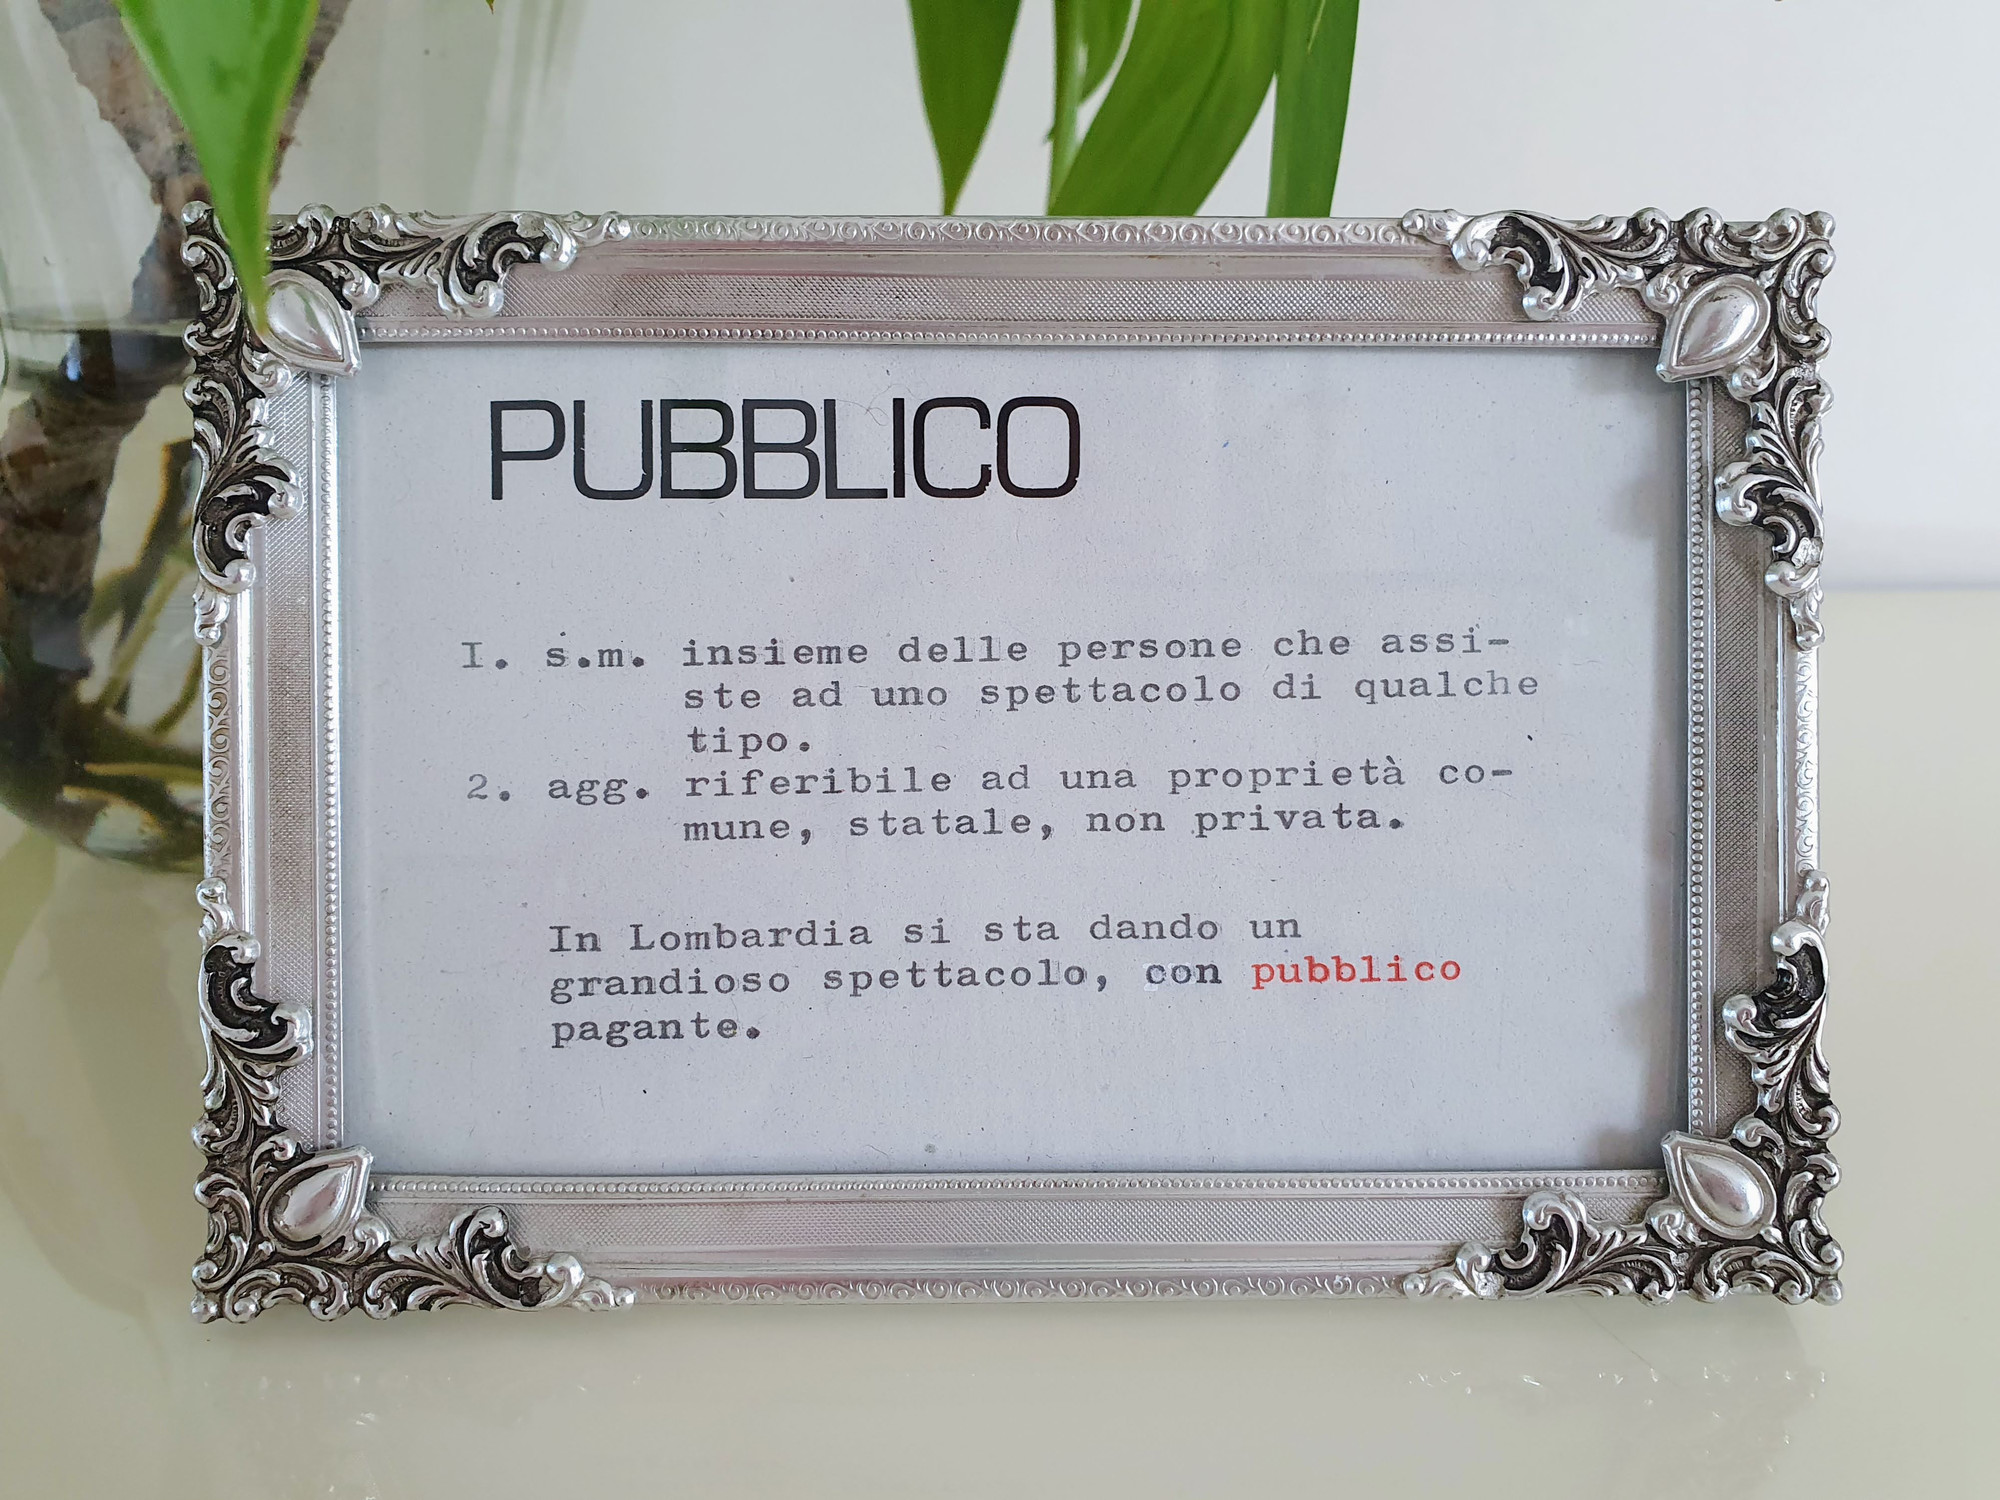 PUBBLICO
I. s.m. insieme delle persone che assi-
ste ad uno spettacolo di qualche
tipo.
2. agg. riferibile ad una proprietà co-
mune, statale, non privata.
In Lombardia si sta dando un
grandioso spettacolo, con pubblico
pagante.